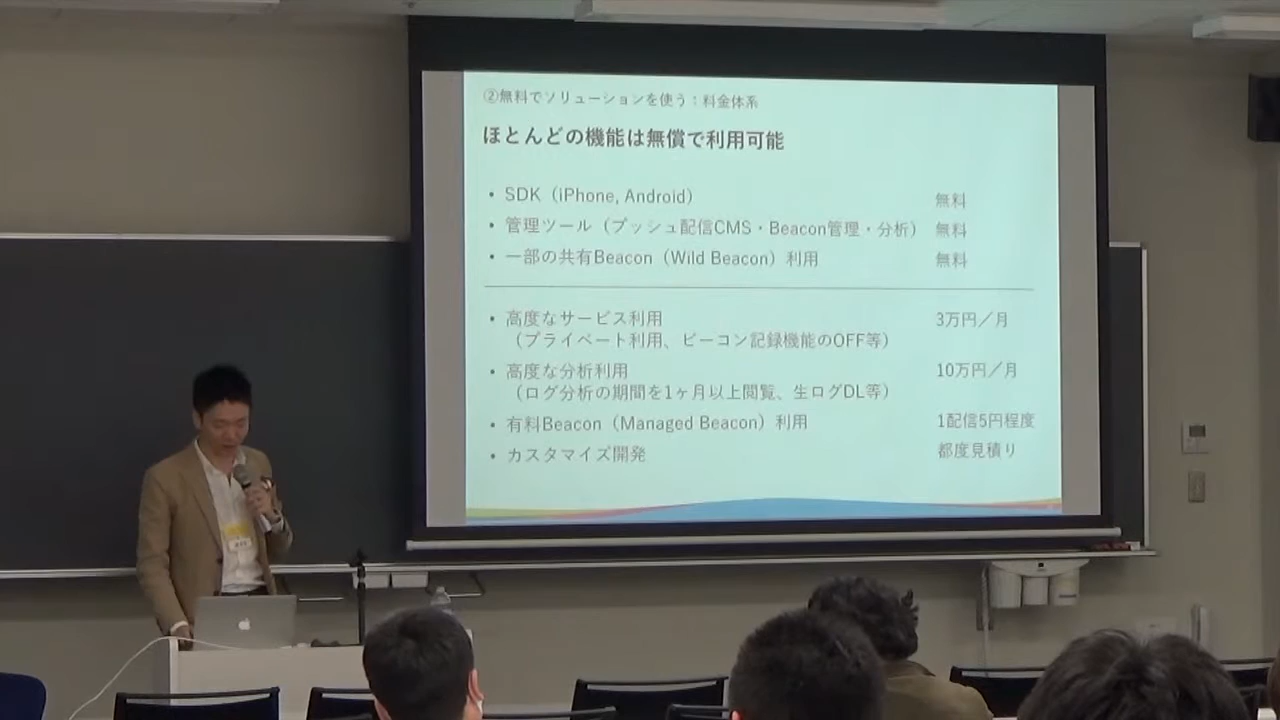 ②無料でソリューションを使う：料金体系
ほとんどの機能は無償で利用可能
• SDK（iPhone, Android） 無料
• 管理ツール（プッシュ配信CMS・Beacon管理・分析） 無料
• 一部の共有Beacon（Wild Beacon）利用 無料
• 高度なサービス利用 3万円／月
（プライベート利用、ビーコン記録機能のOFF等）
• 高度な分析利用 10万円／月
（ログ分析の期間を1ヶ月以上閲覧、生ログDL等）
• 有料Beacon（Managed Beacon）利用 1配信5円程度
• カスタマイズ開発 都度見積り